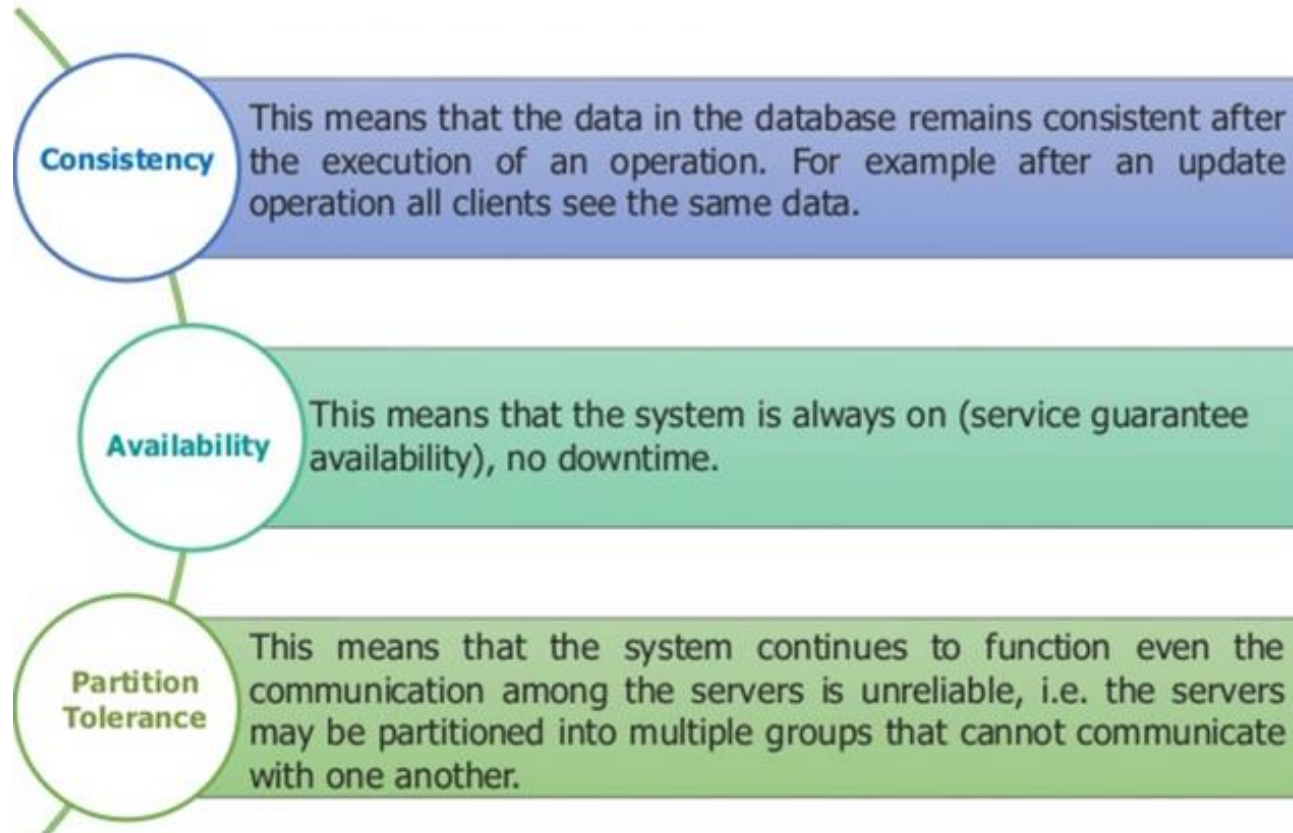 Consistency
This means that the data in the database remains consistent after
the execution of an operation. For example after an update
operation all clients see the same data.
Availability
This means that the system is always on (service guarantee
availability), no downtime.
Partition
Tolerance
This means that the system continues to function even the
communication among the servers is unreliable, i.e. the servers
may be partitioned into multiple groups that cannot communicate
with one another.